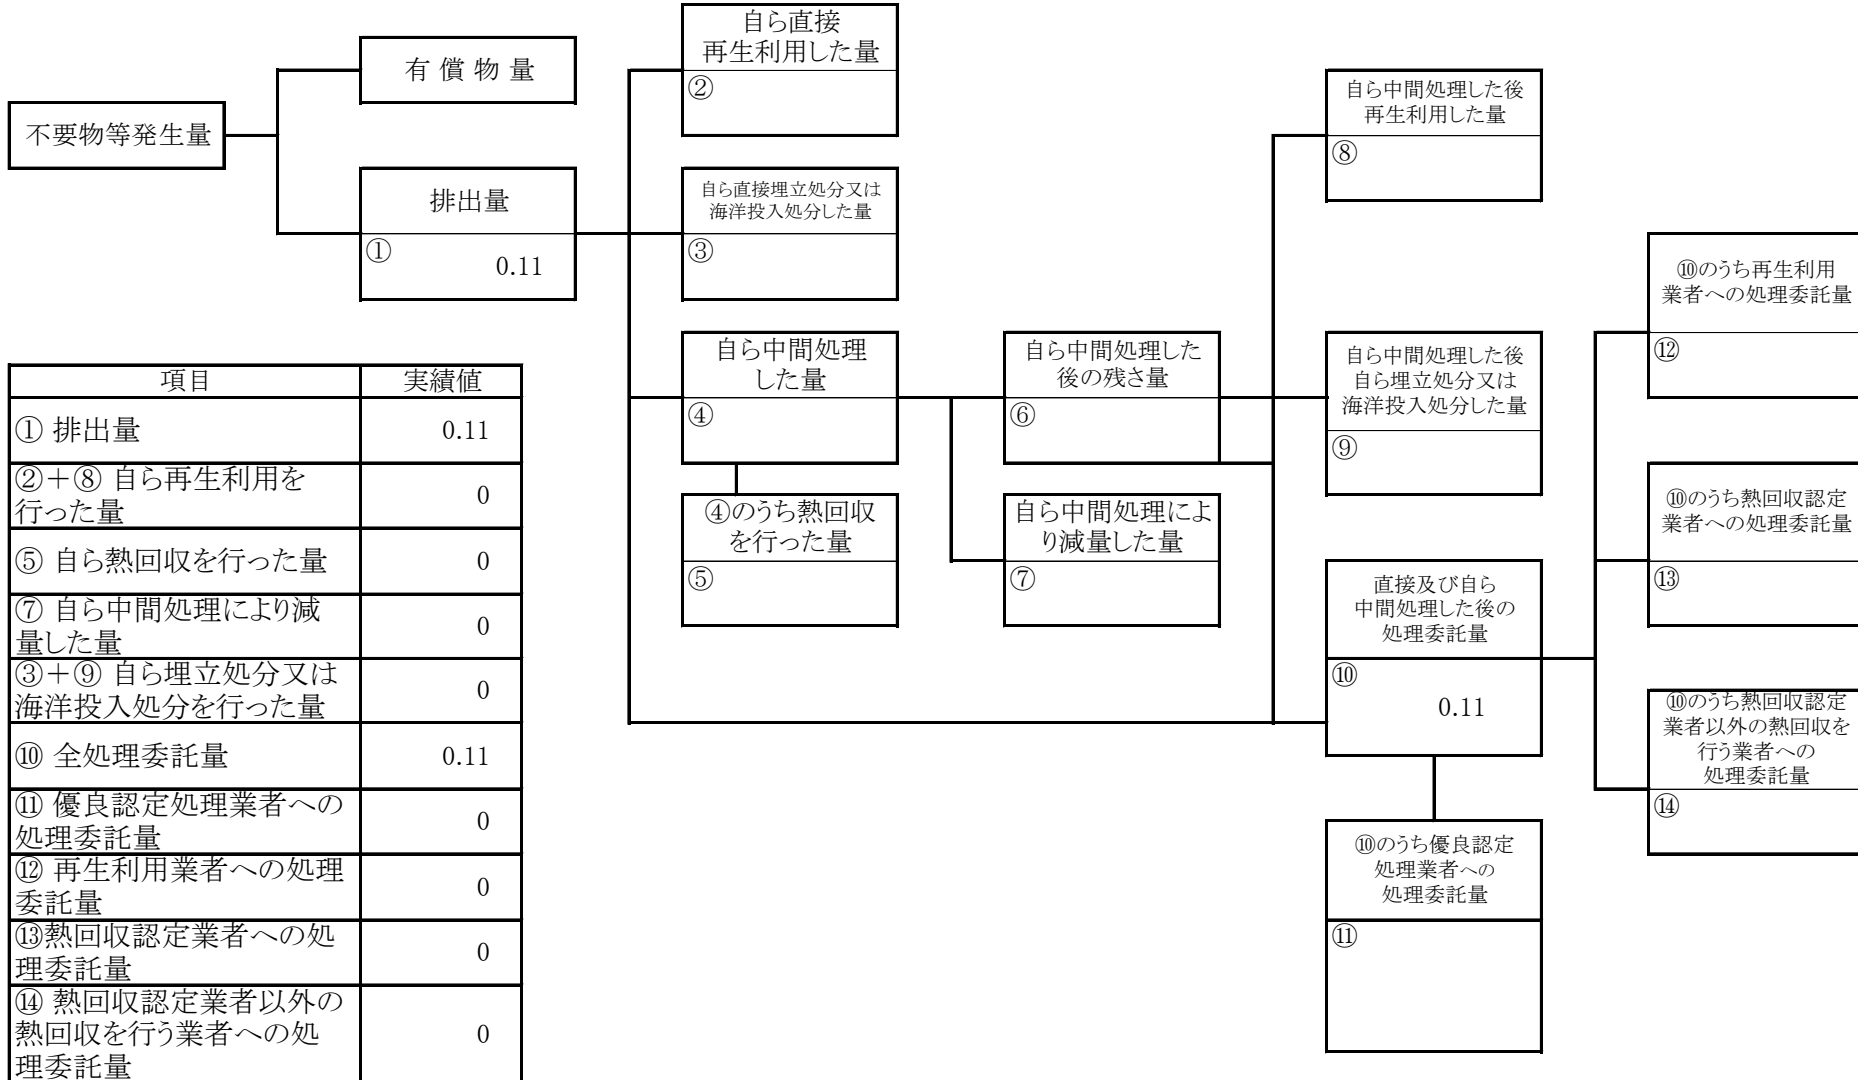 不要物等発生量
有 償 物 量
排出量
①
0.11
自ら直接
再生利用した量
②
自ら直接埋立処分又は
海洋投入処分した量
③
自ら中間処理
した量
④
④のうち熱回収
を行った量
⑤
自ら中間処理した
後の残さ量
⑥
自ら中間処理によ
り減量した量
⑦
自ら中間処理した後
再生利用した量
⑧
自ら中間処理した後
自ら埋立処分又は
海洋投入処分した量
⑨
直接及び自ら
中間処理した後の
処理委託量
⑩
0.11
⑩のうち優良認定
処理業者への
処理委託量
⑪
⑩のうち再生利用
業者への処理委託量
⑫
⑩のうち熱回収認定
業者への処理委託量
⑬
⑩のうち熱回収認定
業者以外の熱回収を
行う業者への
処理委託量
⑭
項目 実績値
① 排出量 0.11
②＋⑧ 自ら再生利用を
行った量 0
⑤ 自ら熱回収を行った量 0
⑦ 自ら中間処理により減
量した量 0
③＋⑨ 自ら埋立処分又は
海洋投入処分を行った量 0
⑩ 全処理委託量 0.11
⑪ 優良認定処理業者への
処理委託量 0
⑫ 再生利用業者への処理
委託量 0
⑬熱回収認定業者への処
理委託量 0
⑭ 熱回収認定業者以外の
熱回収を行う業者への処
理委託量 0